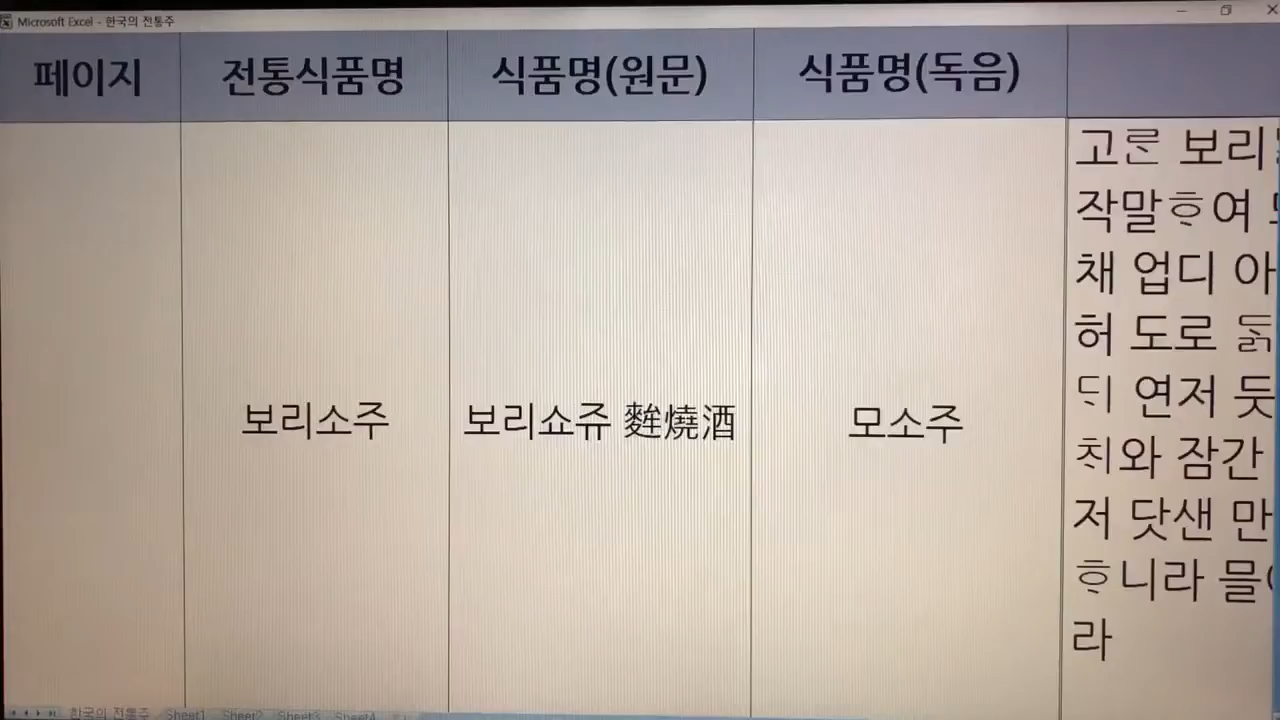 Microsoft Excel - 한국의 전통주
페이지 전통식품명 식품명(원문) 식품명(독음)
보리소주 보리쇼쥬 麰燒酒 모소주
고ᄅᆞᆫ 보리
작말ᄒᆞ여
채 업디 아
허 도로
ᄃᆡ 연저 둣
ᄎᆡ와 잠간
저 닷샌 만
ᄒᆞ니라 믈
라
한국의 전통주 Sheet1 Sheet2 Sheet3 Sheet4